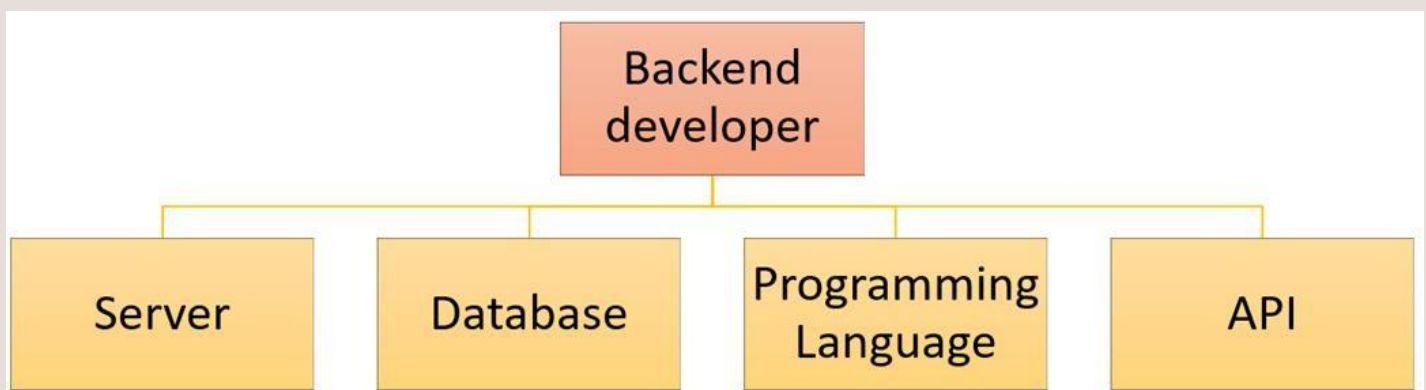 Backend
developer
Server
Database
Programming
Language
API